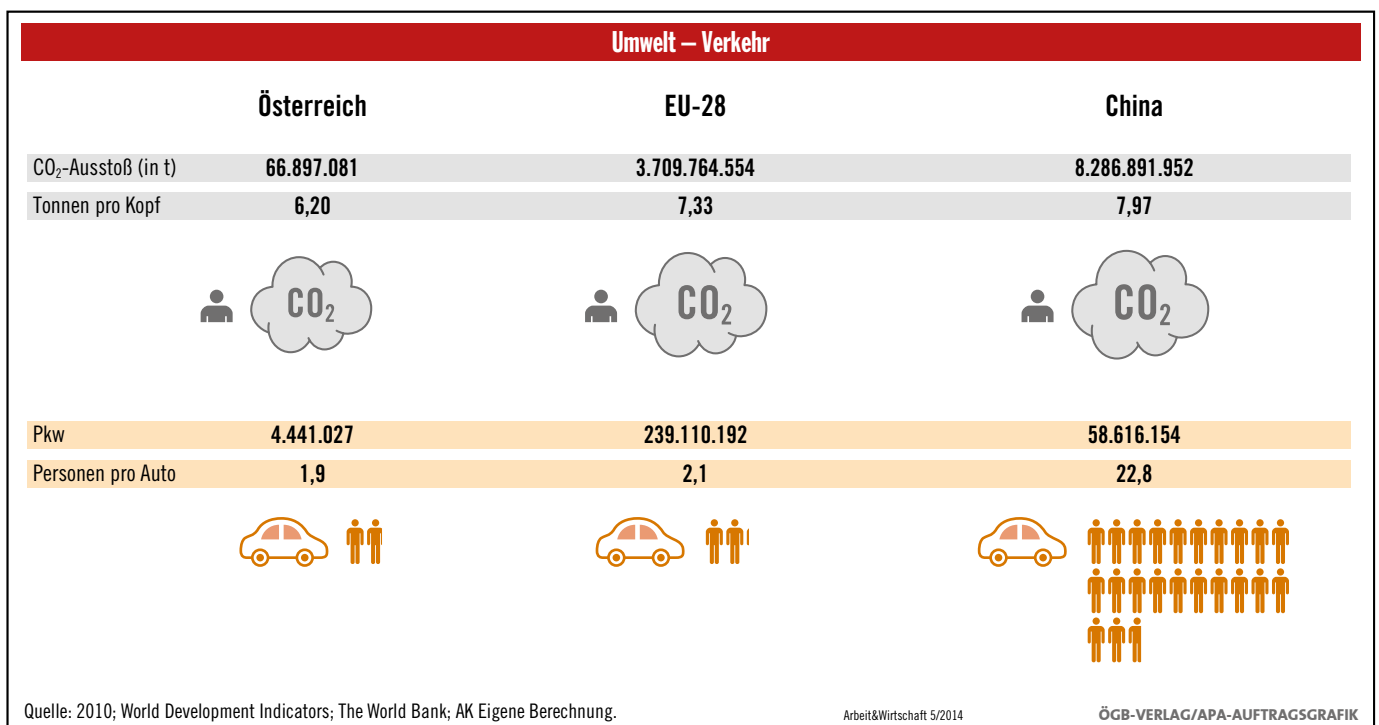 Umwelt – Verkehr
Österreich EU-28 China
CO₂-Ausstoß (in t) 66.897.081 3.709.764.554 8.286.891.952
Tonnen pro Kopf 6,20 7,33 7,97
CO₂ CO₂ CO₂
Pkw 4.441.027 239.110.192 58.616.154
Personen pro Auto 1,9 2,1 22,8
Quelle: 2010; World Development Indicators; The World Bank; AK Eigene Berechnung. Arbeit&Wirtschaft 5/2014 ÖGB-VERLAG/APA-AUFTRAGSGRAFIK